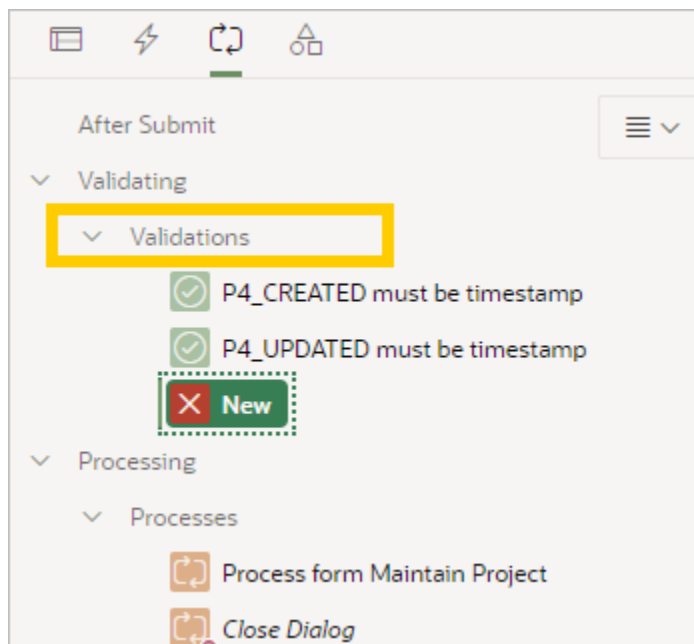 After Submit
Validating
Validations
P4_CREATED must be timestamp
P4_UPDATED must be timestamp
New
Processing
Processes
Process form Maintain Project
Close Dialog